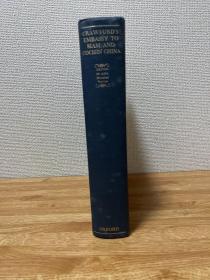 CRAWFURD'S
EMBASSY TO
SIAM AND
COCHIN CHINA
OXFORD